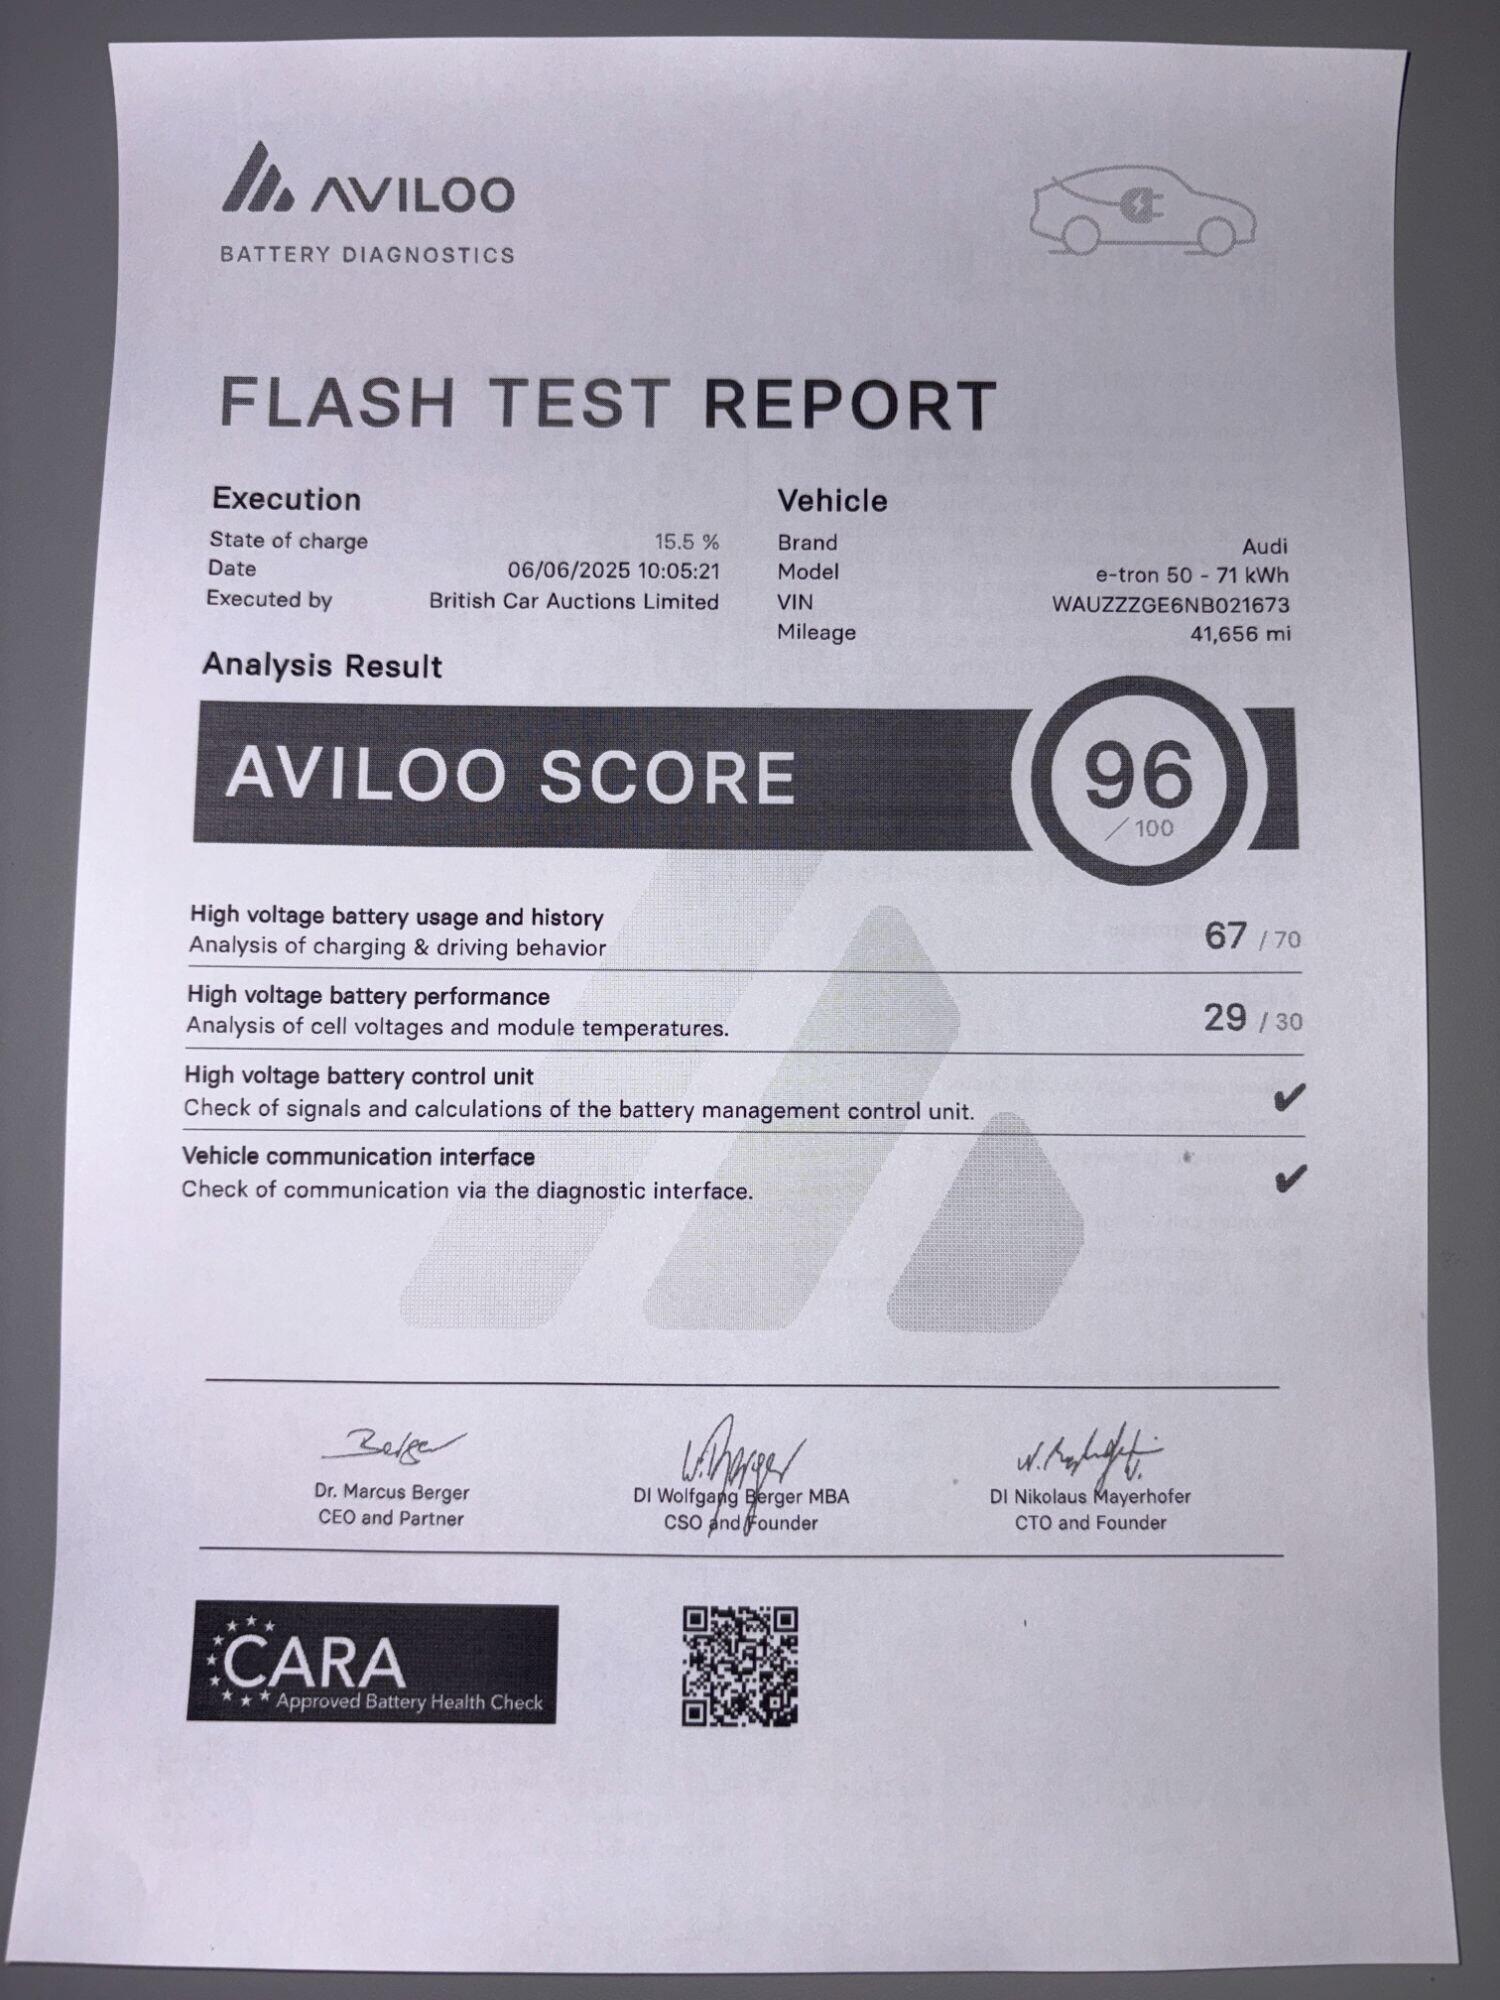 AVILOO
BATTERY DIAGNOSTICS
FLASH TEST REPORT
Execution
State of charge 15.5 %
Date 06/06/2025 10:05:21
Executed by British Car Auctions Limited
Vehicle
Brand Audi
Model e-tron 50 - 71 kWh
VIN WAUZZZGE6NB021673
Mileage 41,656 mi
Analysis Result
AVILOO SCORE 96 / 100
High voltage battery usage and history
Analysis of charging & driving behavior 67 / 70
High voltage battery performance
Analysis of cell voltages and module temperatures. 29 / 30
High voltage battery control unit
Check of signals and calculations of the battery management control unit. ✔
Vehicle communication interface
Check of communication via the diagnostic interface. ✔
Berger
W. Berger
Dr. Marcus Berger
CEO and Partner
DI Wolfgang Berger MBA
CSO and Founder
DI Nikolaus Mayerhofer
CTO and Founder
CARA
Approved Battery Health Check